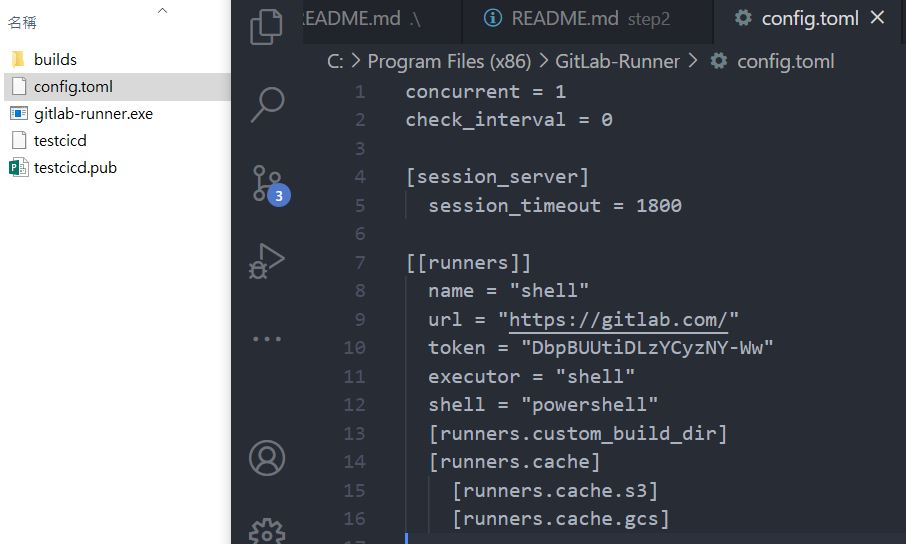 名稱
builds
config.toml
gitlab-runner.exe
testcicd
testcicd.pub
README.md .\
README.md step2
config.toml
C: > Program Files (x86) > GitLab-Runner > config.toml
3
1 concurrent = 1
2 check_interval = 0
3
4 [session_server]
5 session_timeout = 1800
6
7 [[runners]]
8 name = "shell"
9 url = "https://gitlab.com/"
10 token = "DbpBUUtiDLzYCyzNY-Ww"
11 executor = "shell"
12 shell = "powershell"
13 [runners.custom_build_dir]
14 [runners.cache]
15 [runners.cache.s3]
16 [runners.cache.gcs]